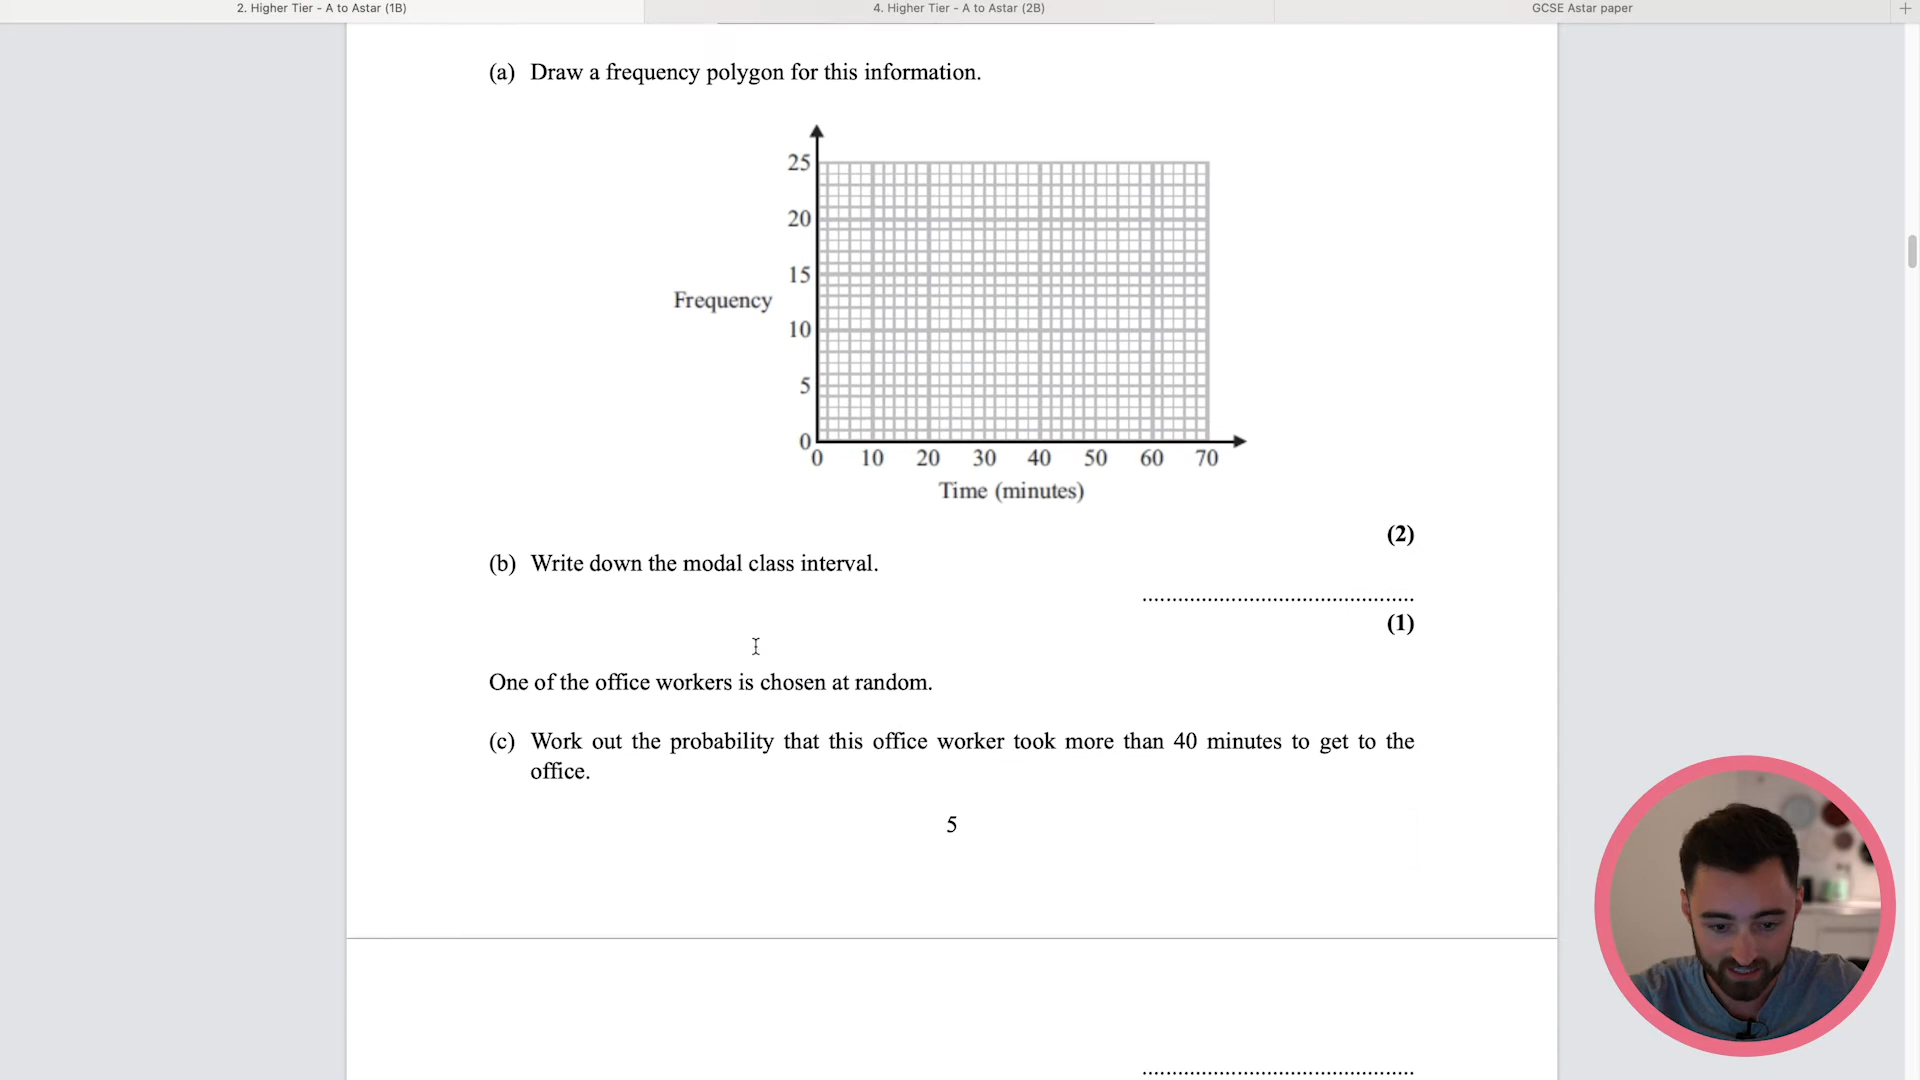 2. Higher Tier - A to Astar (1B)
4. Higher Tier - A to Astar (2B)
GCSE Astar paper
(a) Draw a frequency polygon for this information.
25
20
15
Frequency
10
5
0
0 10 20 30 40 50 60 70
Time (minutes)
(2)
(b) Write down the modal class interval.
..............................................
(1)
One of the office workers is chosen at random.
(c) Work out the probability that this office worker took more than 40 minutes to get to the
office.
5
..............................................